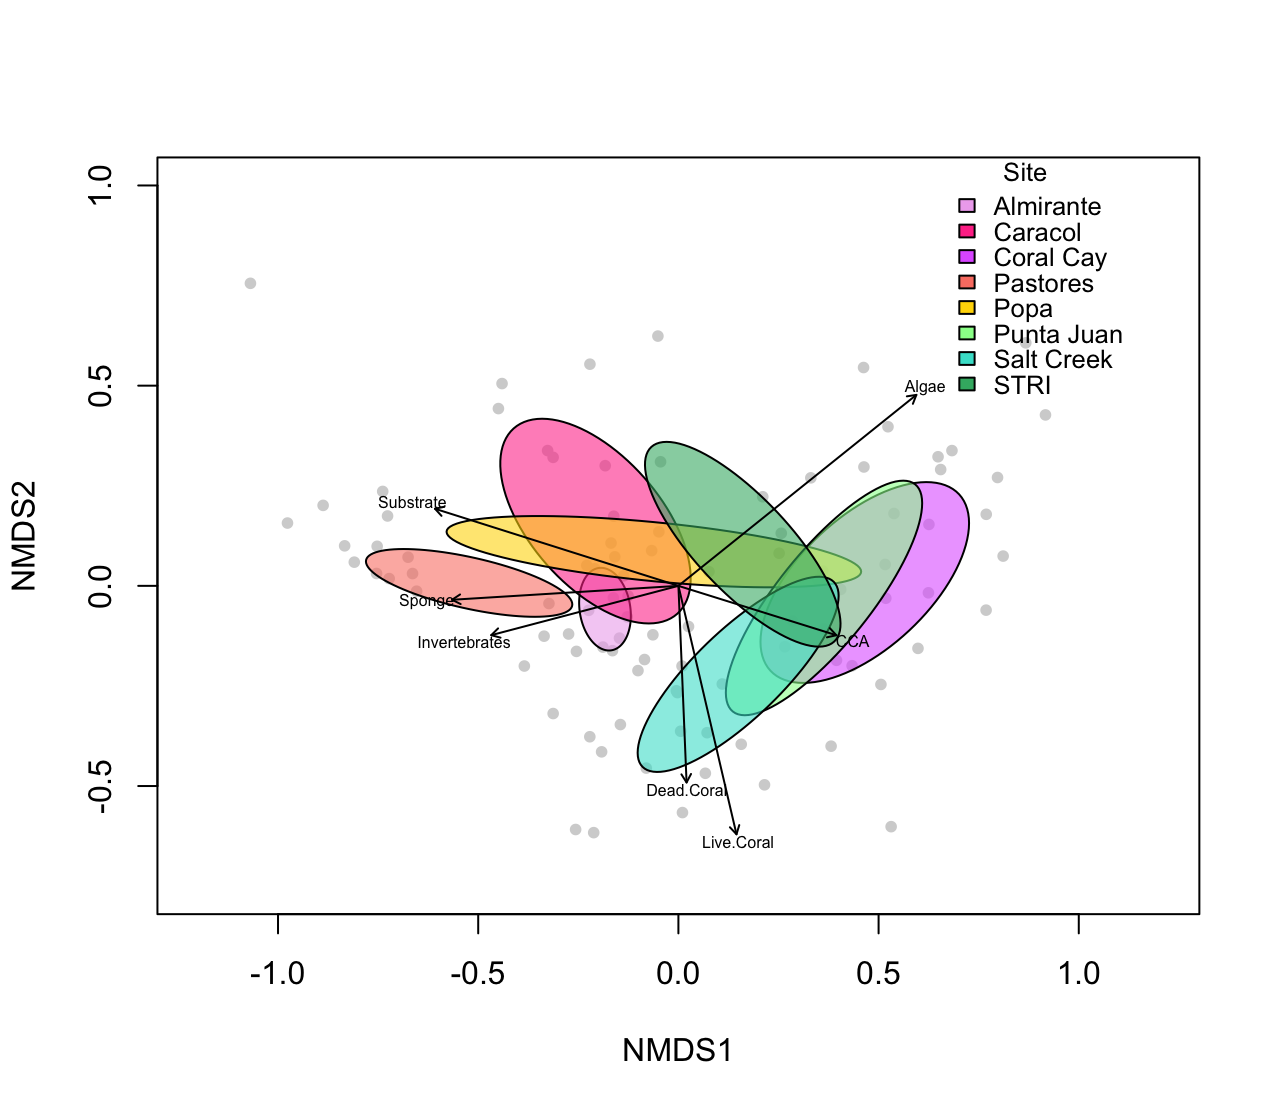 Site
Almirante
Caracol
Coral Cay
Pastores
Popa
Punta Juan
Salt Creek
STRI
1.0
0.5
0.0
-0.5
NMDS2
Algae
Substrate
Sponge
Invertebrates
CCA
Dead.Coral
Live.Coral
-1.0 -0.5 0.0 0.5 1.0
NMDS1